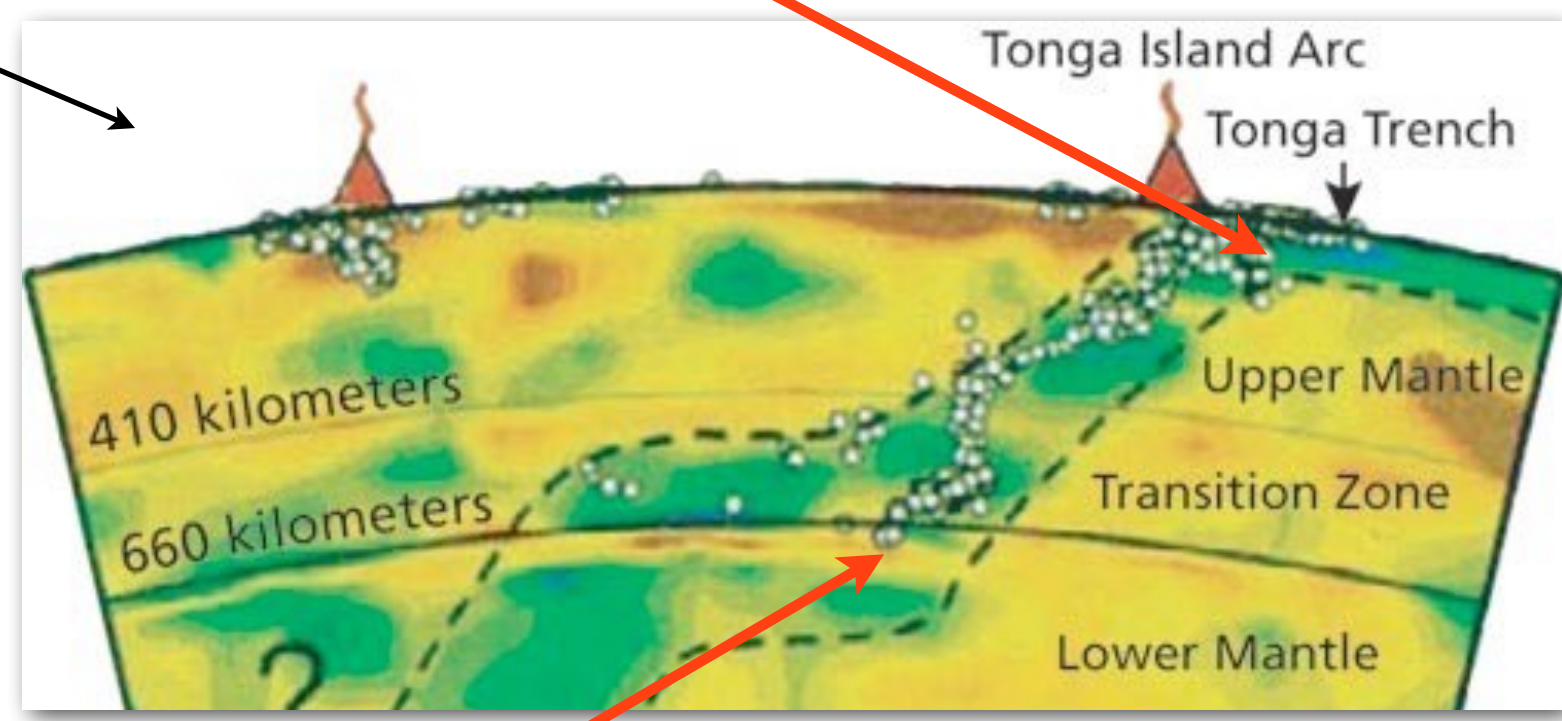 Tonga Island Arc
Tonga Trench
410 kilometers
Upper Mantle
660 kilometers
Transition Zone
Lower Mantle
?